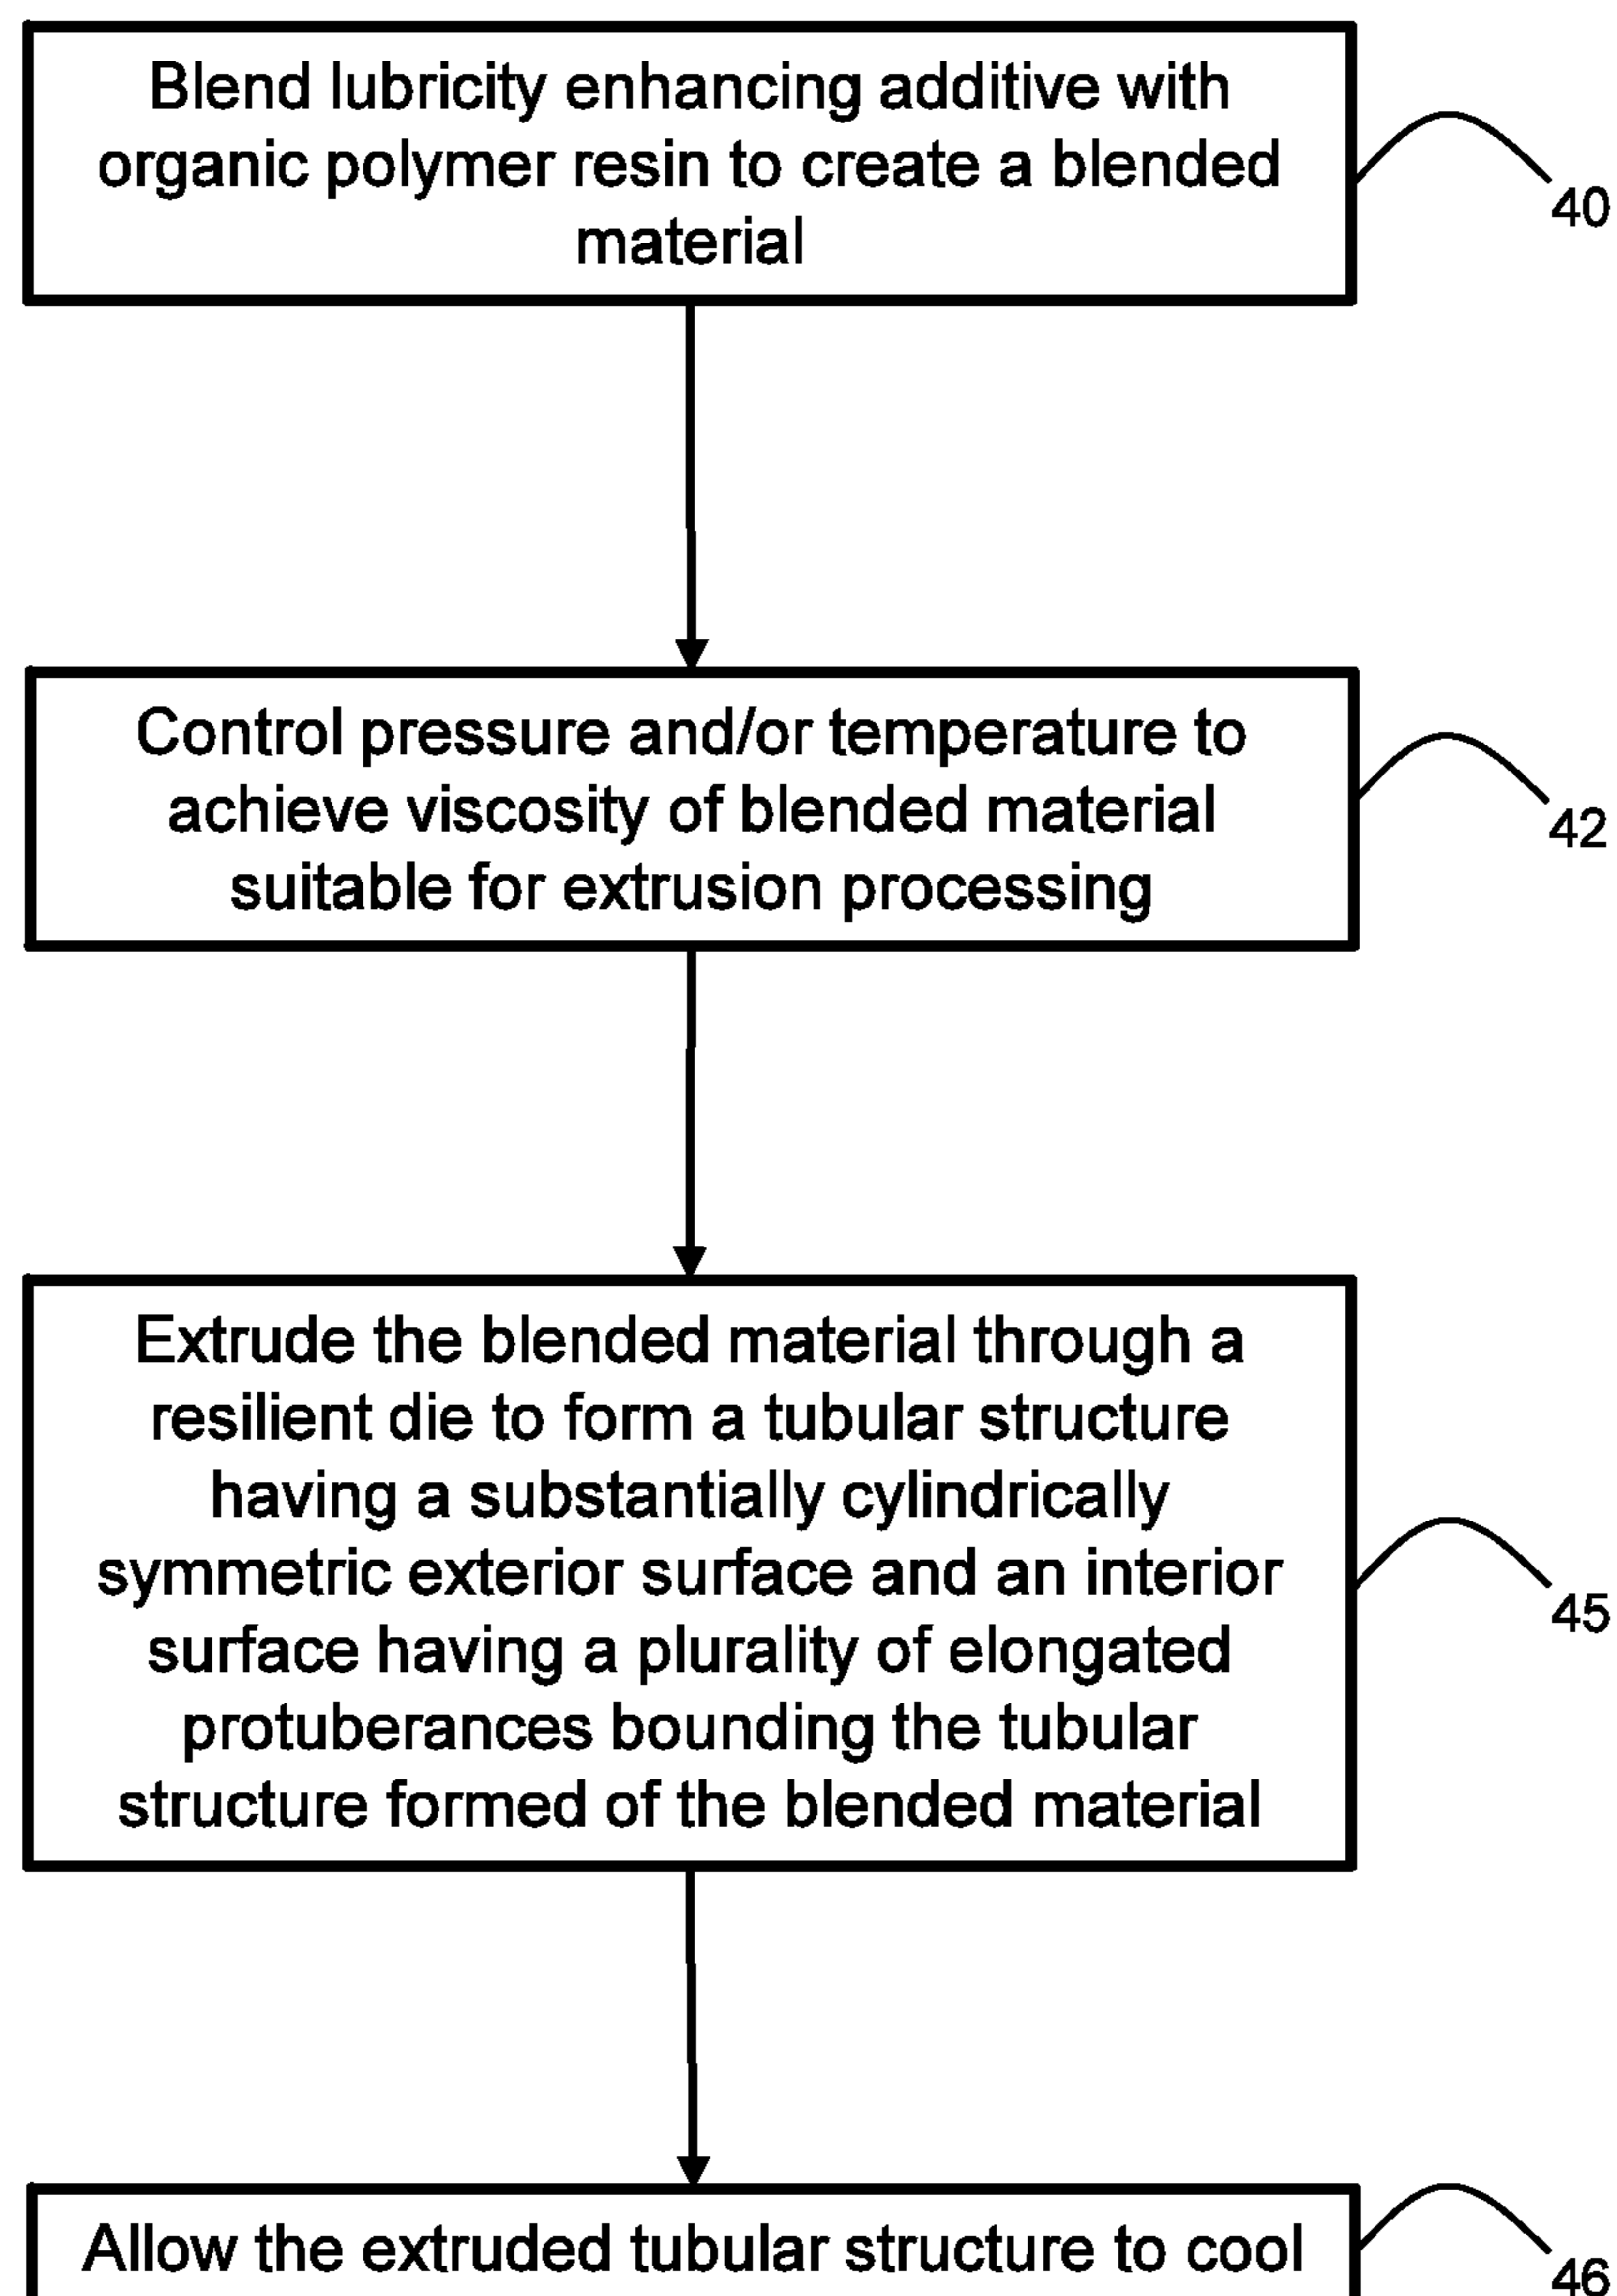 Blend lubricity enhancing additive with
organic polymer resin to create a blended
material
40
Control pressure and/or temperature to
achieve viscosity of blended material
suitable for extrusion processing
42
Extrude the blended material through a
resilient die to form a tubular structure
having a substantially cylindrically
symmetric exterior surface and an interior
surface having a plurality of elongated
protuberances bounding the tubular
structure formed of the blended material
45
Allow the extruded tubular structure to cool
46